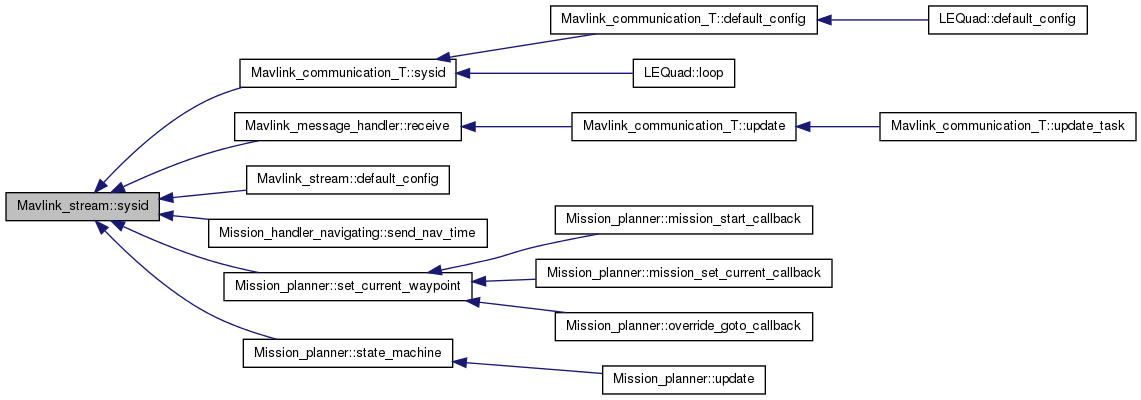 Mavlink_communication_T::default_config
LEQuad::default_config
Mavlink_communication_T::sysid
LEQuad::loop
Mavlink_message_handler::receive
Mavlink_communication_T::update
Mavlink_communication_T::update_task
Mavlink_stream::default_config
Mavlink_stream::sysid
Mission_handler_navigating::send_nav_time
Mission_planner::mission_start_callback
Mission_planner::set_current_waypoint
Mission_planner::mission_set_current_callback
Mission_planner::override_goto_callback
Mission_planner::state_machine
Mission_planner::update